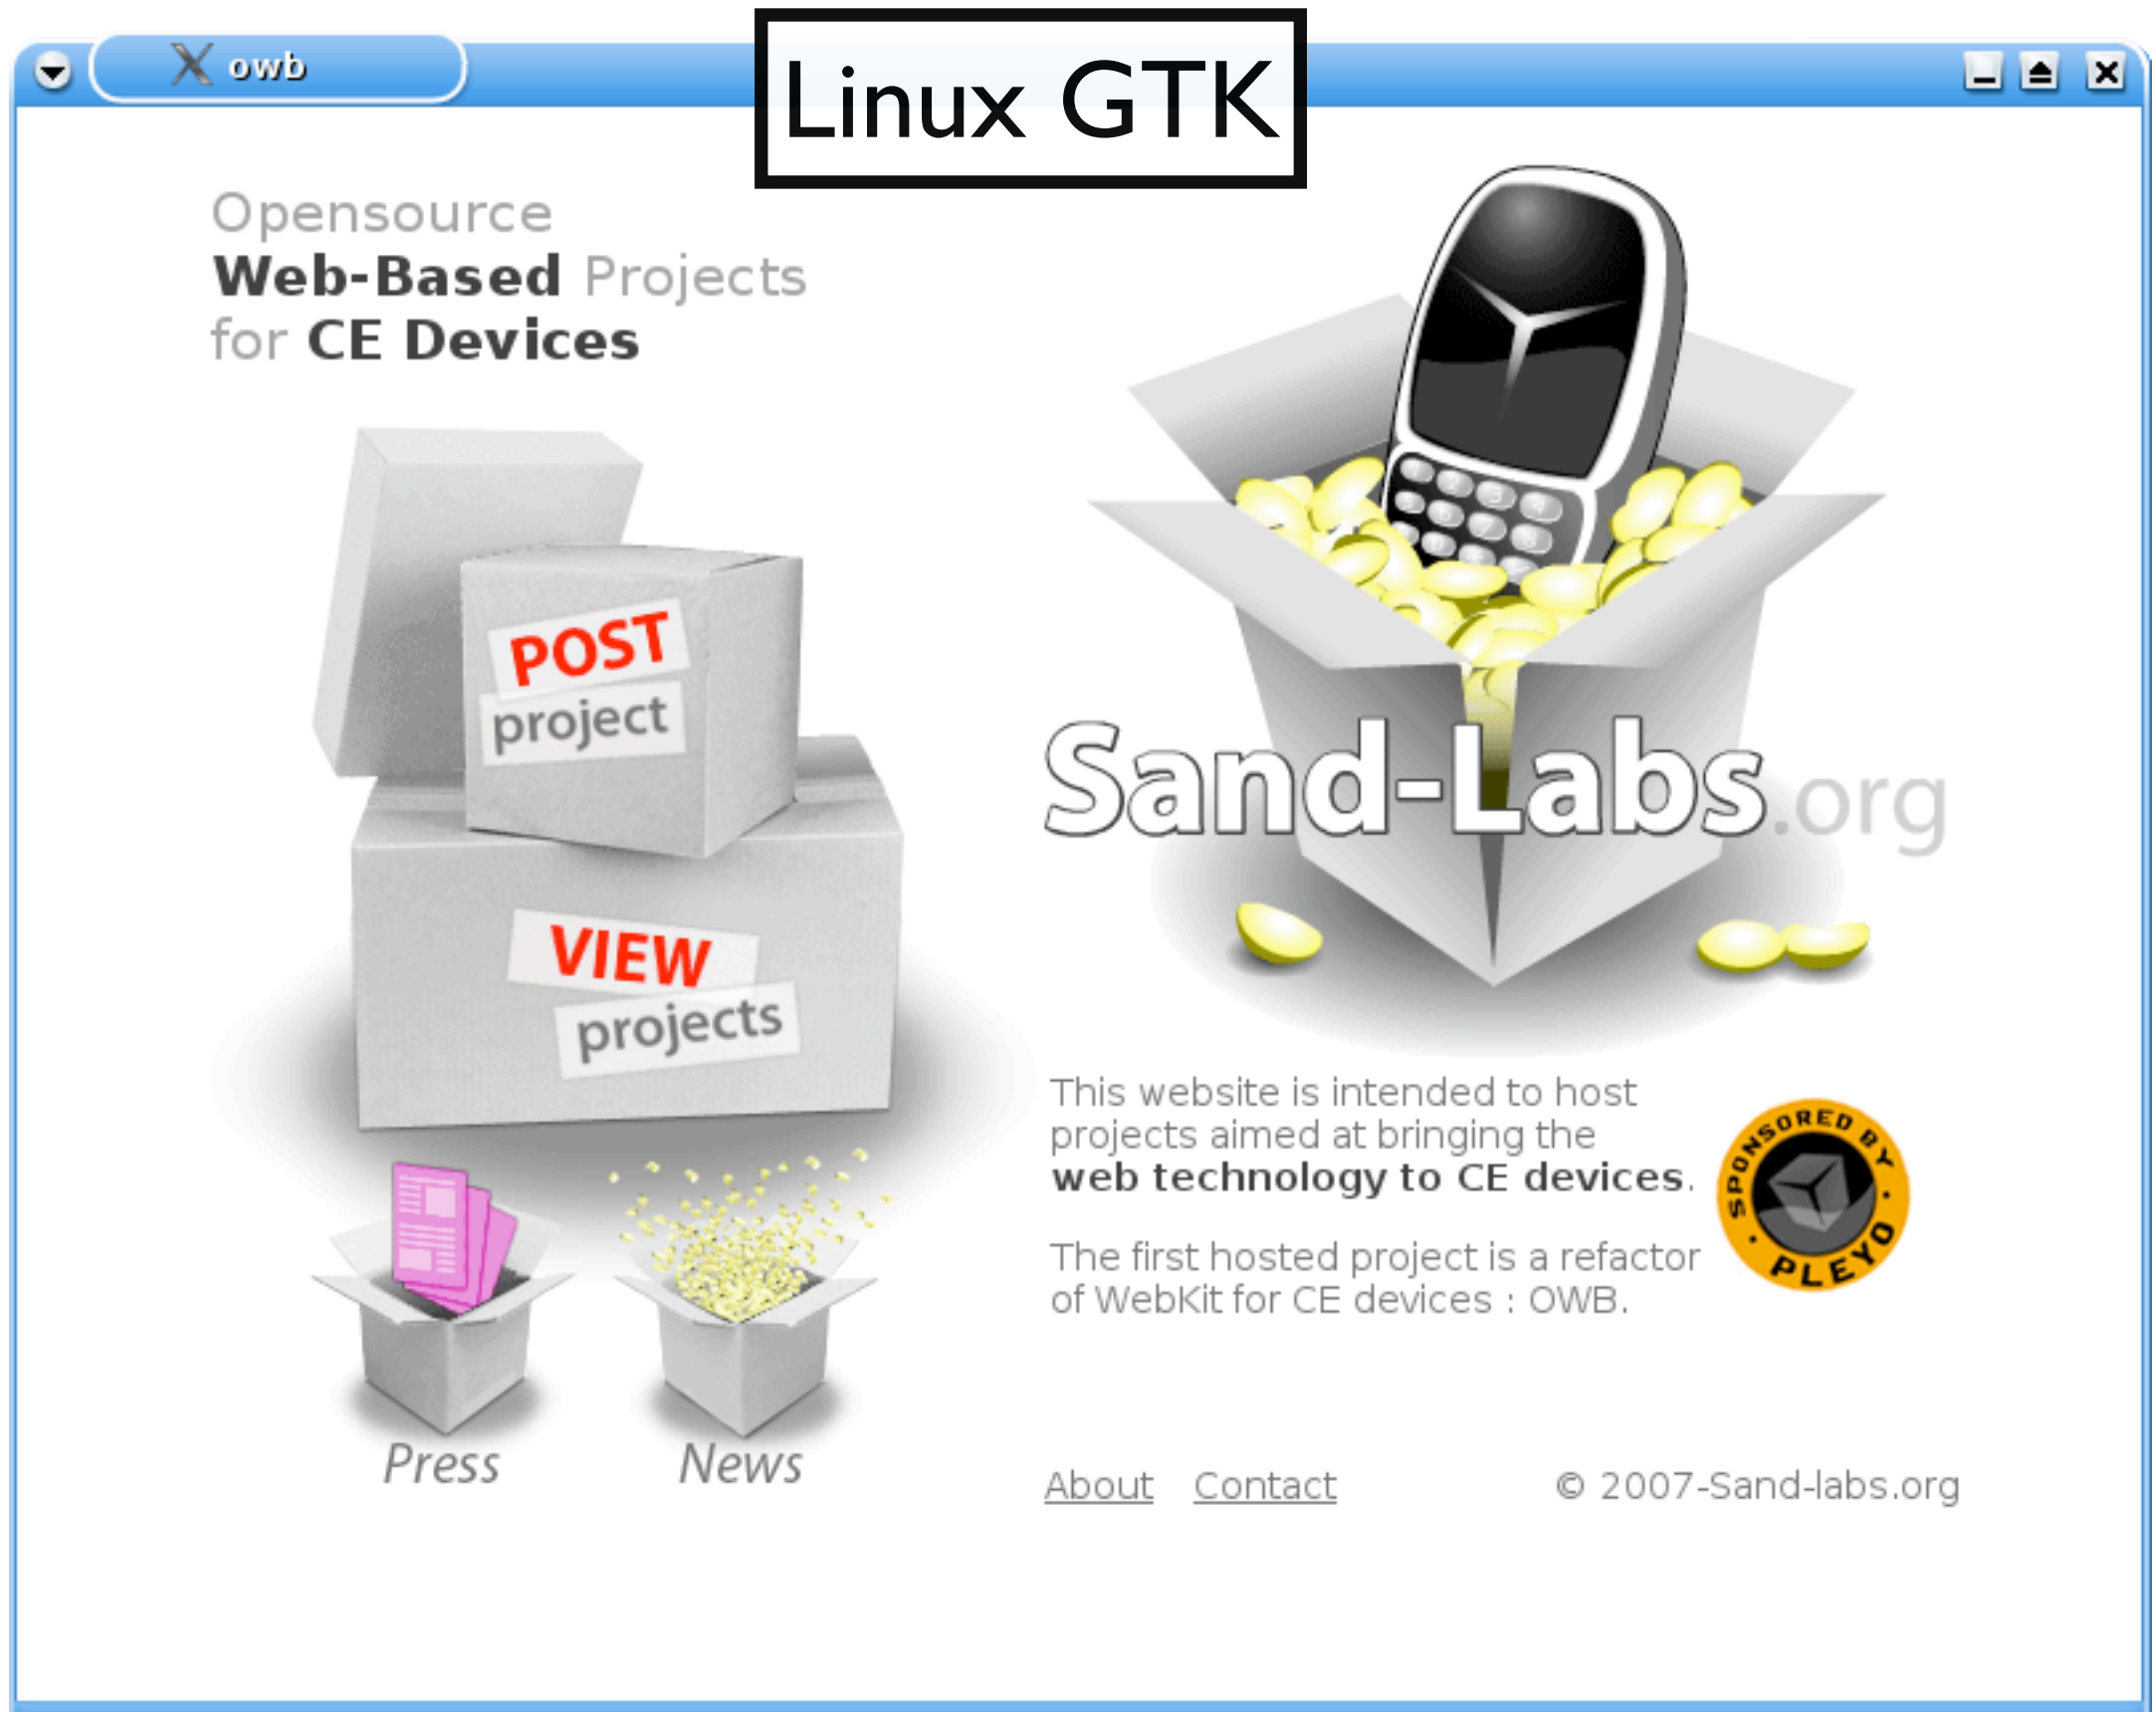 owb
Linux GTK
Opensource
Web-Based Projects
for CE Devices
POST
project
VIEW
projects
Press
News
Sand-Labs.org
This website is intended to host
projects aimed at bringing the
web technology to CE devices.
The first hosted project is a refactor
of WebKit for CE devices : OWB.
SPONSORED BY
· PLEYO ·
About Contact
© 2007-Sand-labs.org